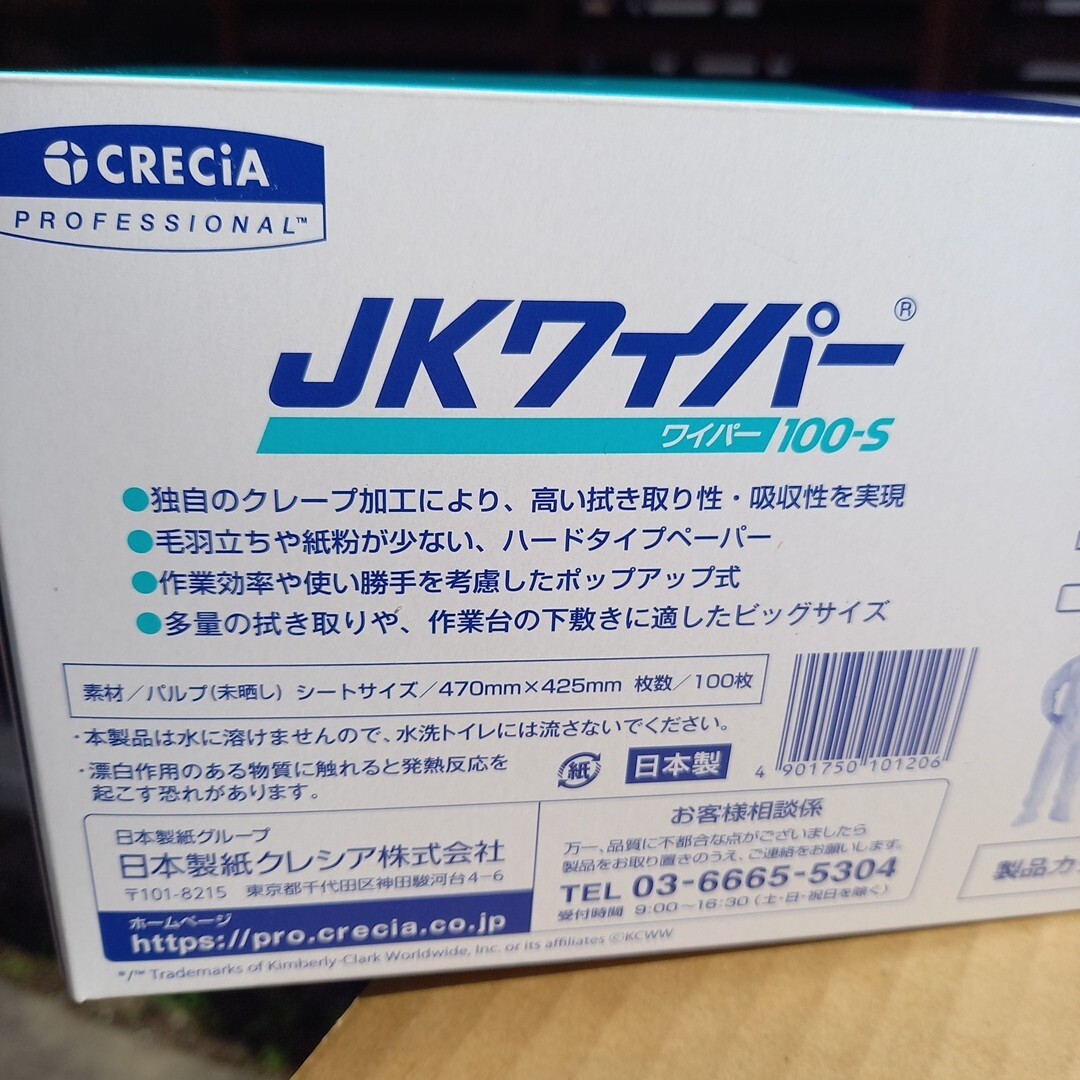 CRECiA
PROFESSIONAL™
JKワイパー®
ワイパー 100-S
●独自のクレープ加工により、高い拭き取り性・吸収性を実現
●毛羽立ちや紙粉が少ない、ハードタイプペーパー
●作業効率や使い勝手を考慮したポップアップ式
●多量の拭き取りや、作業台の下敷きに適したビッグサイズ
素材／パルプ(未晒し) シートサイズ／470mm×425mm 枚数／100枚
・本製品は水に溶けませんので、水洗トイレには流さないでください。
・漂白作用のある物質に触れると発熱反応を
起こす恐れがあります。
紙
日本製
4 901750 101206
日本製紙グループ
日本製紙クレシア株式会社
〒101-8215 東京都千代田区神田駿河台4-6
ホームページ
https://pro.crecia.co.jp
お客様相談係
万一、品質に不都合な点がございましたら
製品をお取り置きのうえ、ご連絡をお願いします。
TEL 03-6665-5304
受付時間 9:00〜16:30 (土・日・祝日を除く)
*/™ Trademarks of Kimberly-Clark Worldwide, Inc. or its affiliates ©KCWW
製品カ